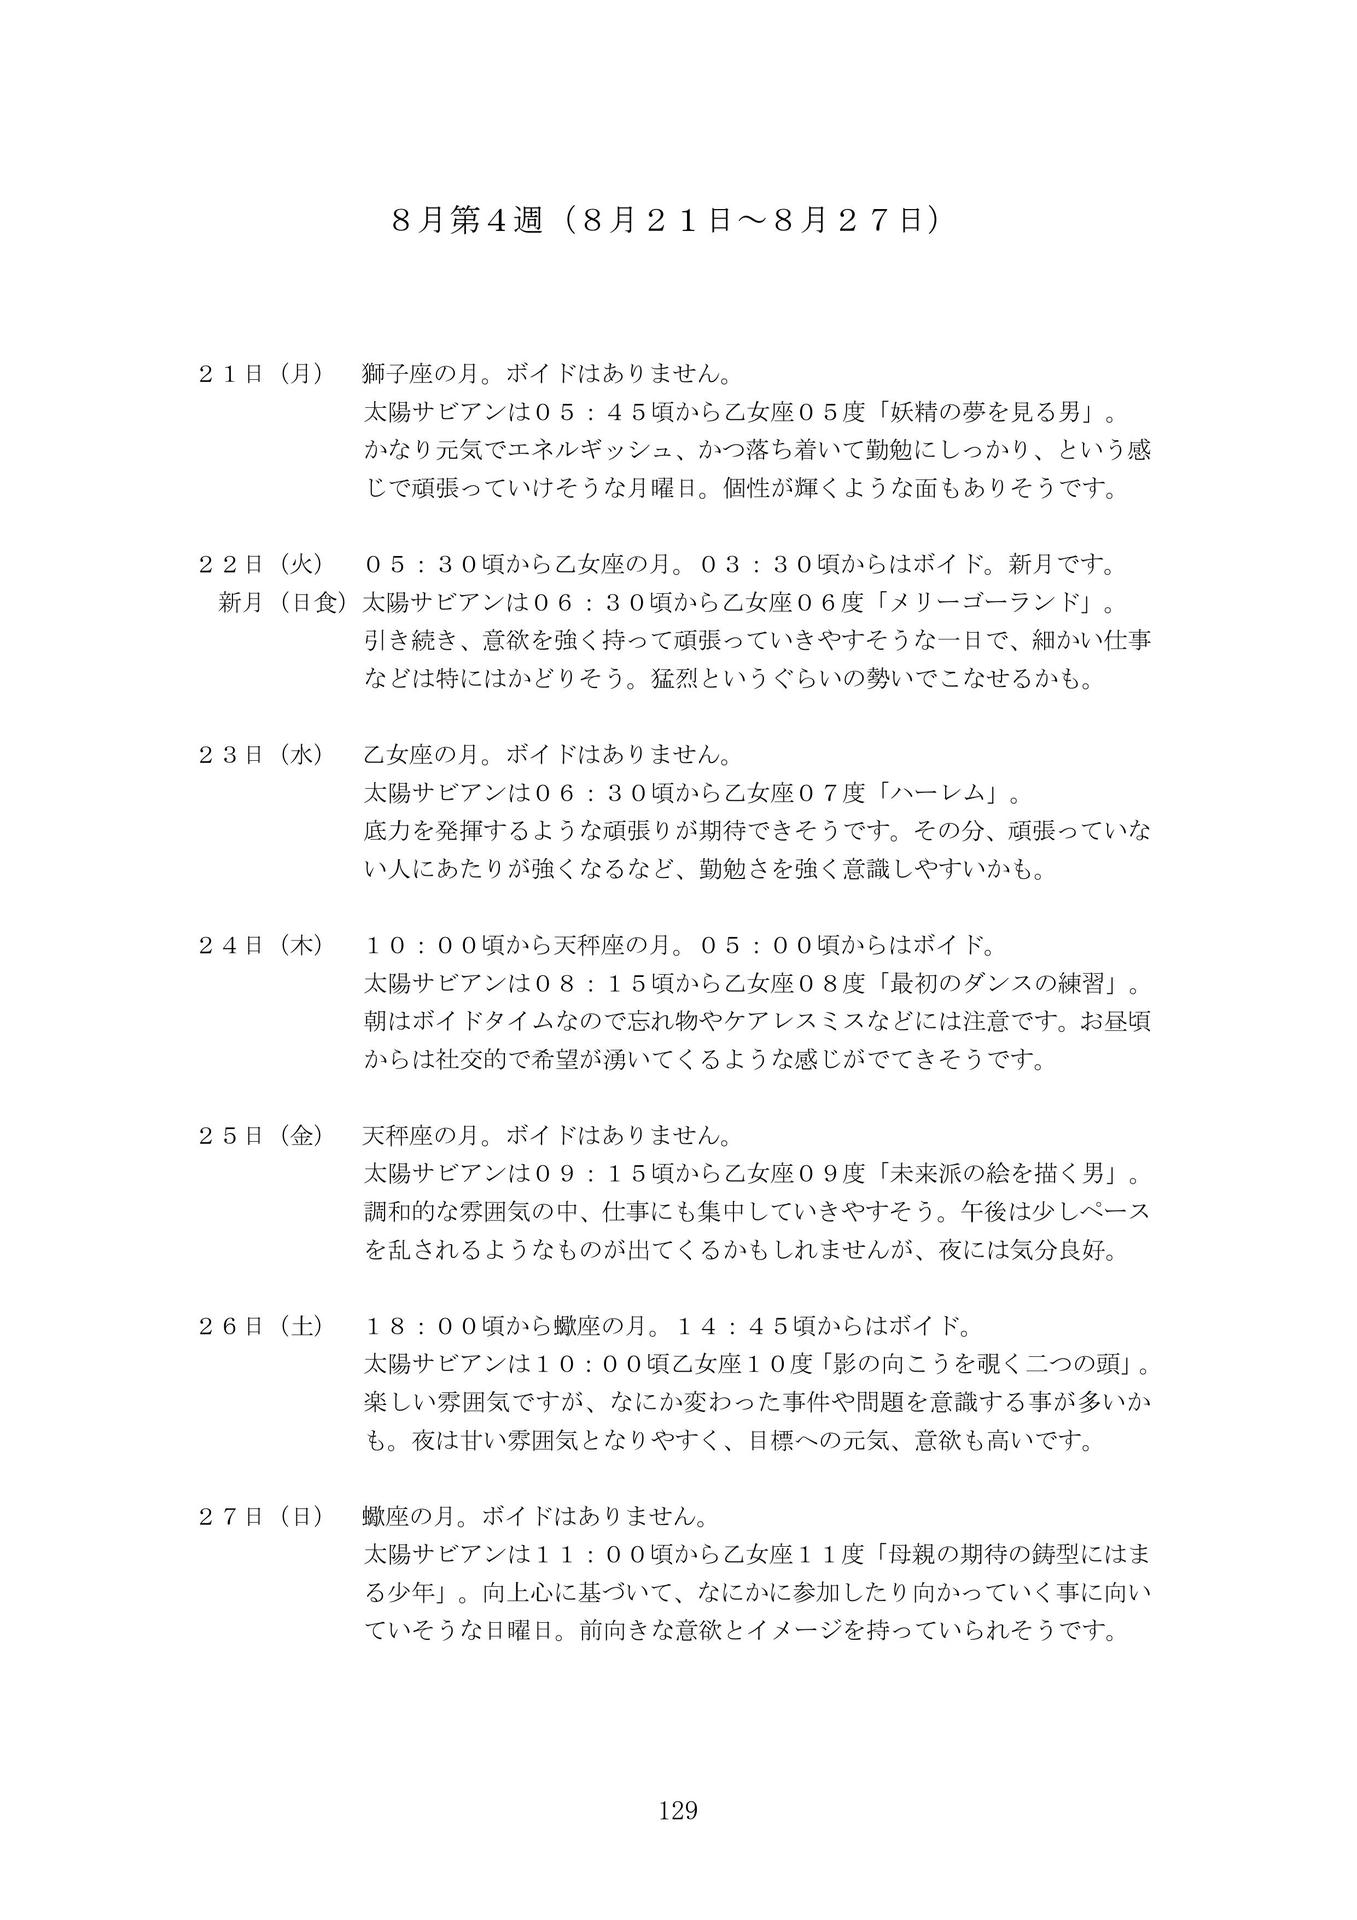 ８月第４週（８月２１日～８月２７日）
２１日（月）　獅子座の月。ボイドはありません。
太陽サビアンは０５：４５頃から乙女座０５度「妖精の夢を見る男」。
かなり元気でエネルギッシュ、かつ落ち着いて勤勉にしっかり、という感
じで頑張っていけそうな月曜日。個性が輝くような面もありそうです。
２２日（火）　０５：３０頃から乙女座の月。０３：３０頃からはボイド。新月です。
新月（日食）太陽サビアンは０６：３０頃から乙女座０６度「メリーゴーランド」。
引き続き、意欲を強く持って頑張っていきやすそうな一日で、細かい仕事
などは特にはかどりそう。猛烈というぐらいの勢いでこなせるかも。
２３日（水）　乙女座の月。ボイドはありません。
太陽サビアンは０６：３０頃から乙女座０７度「ハーレム」。
底力を発揮するような頑張りが期待できそうです。その分、頑張っていな
い人にあたりが強くなるなど、勤勉さを強く意識しやすいかも。
２４日（木）　１０：００頃から天秤座の月。０５：００頃からはボイド。
太陽サビアンは０８：１５頃から乙女座０８度「最初のダンスの練習」。
朝はボイドタイムなので忘れ物やケアレスミスなどには注意です。お昼頃
からは社交的で希望が湧いてくるような感じがでてきそうです。
２５日（金）　天秤座の月。ボイドはありません。
太陽サビアンは０９：１５頃から乙女座０９度「未来派の絵を描く男」。
調和的な雰囲気の中、仕事にも集中していきやすそう。午後は少しペース
を乱されるようなものが出てくるかもしれませんが、夜には気分良好。
２６日（土）　１８：００頃から蠍座の月。１４：４５頃からはボイド。
太陽サビアンは１０：００頃乙女座１０度「影の向こうを覗く二つの頭」。
楽しい雰囲気ですが、なにか変わった事件や問題を意識する事が多いか
も。夜は甘い雰囲気となりやすく、目標への元気、意欲も高いです。
２７日（日）　蠍座の月。ボイドはありません。
太陽サビアンは１１：００頃から乙女座１１度「母親の期待の鋳型にはま
る少年」。向上心に基づいて、なにかに参加したり向かっていく事に向い
ていそうな日曜日。前向きな意欲とイメージを持っていられそうです。
129